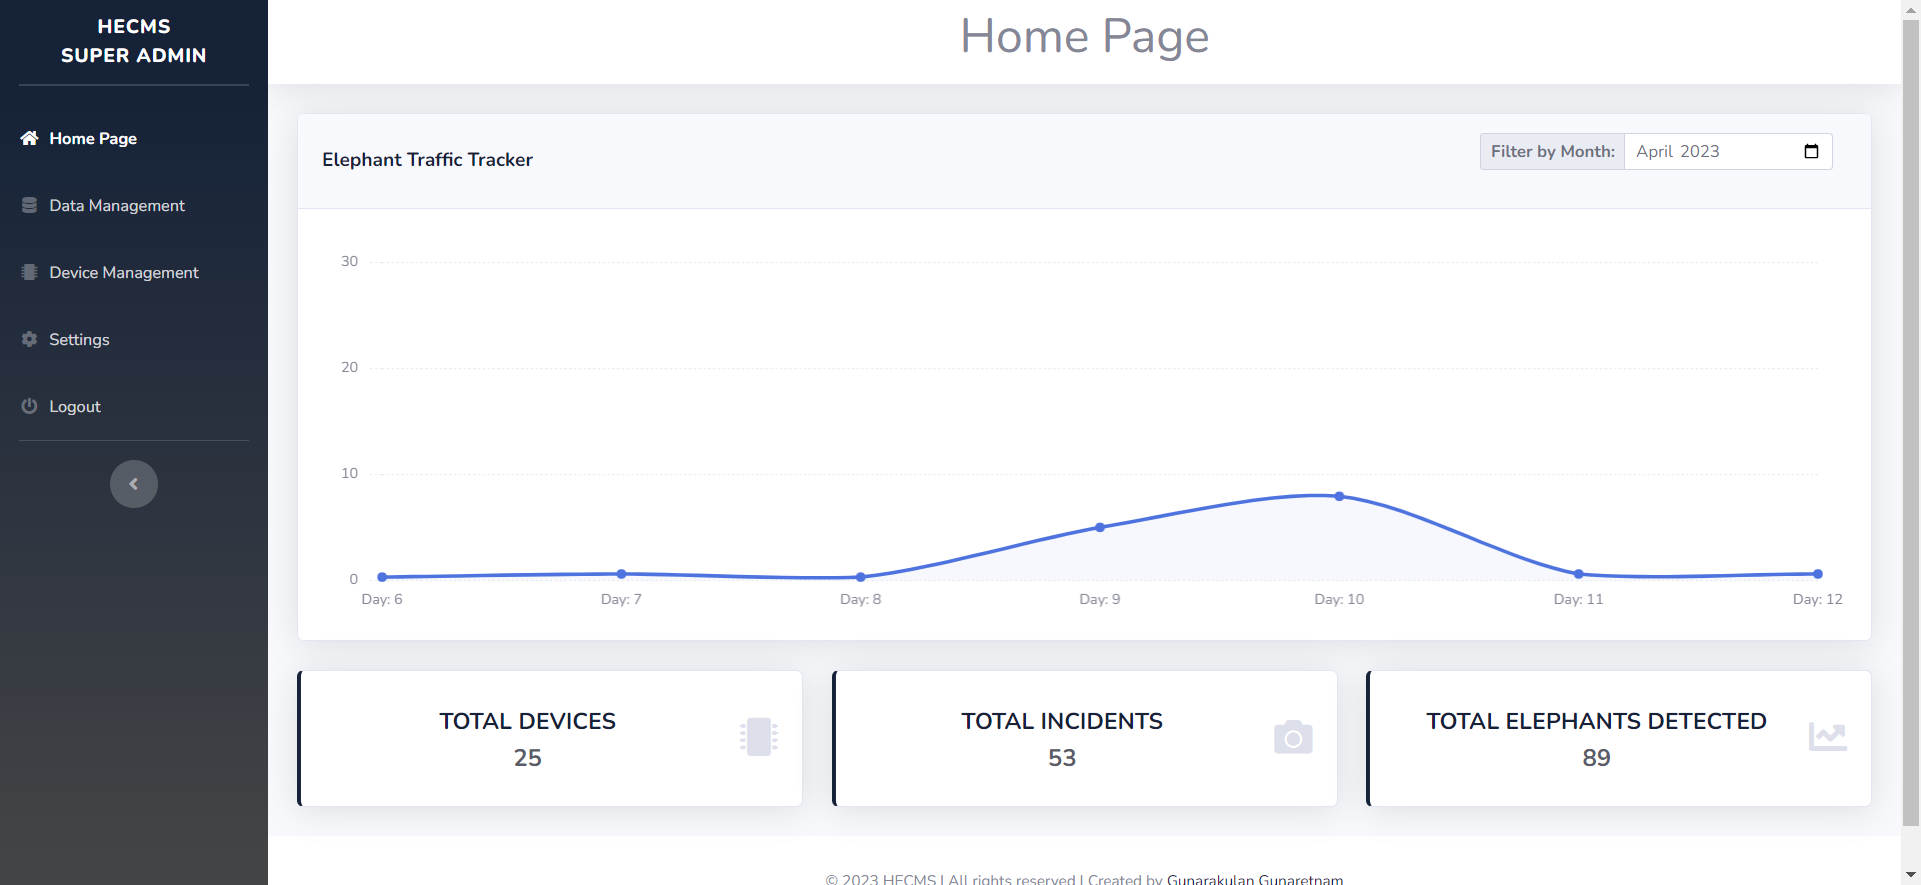 HECMS
SUPER ADMIN
Home Page
Data Management
Device Management
Settings
Logout
Home Page
Elephant Traffic Tracker
Filter by Month: April 2023
30
20
10
0
Day: 6 Day: 7 Day: 8 Day: 9 Day: 10 Day: 11 Day: 12
TOTAL DEVICES
25
TOTAL INCIDENTS
53
TOTAL ELEPHANTS DETECTED
89
© 2023 HECMS | All rights reserved | Created by Gunarakulan Gunaretnam